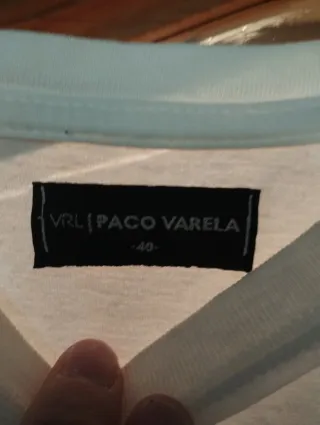 VRL | PACO VARELA
-40-